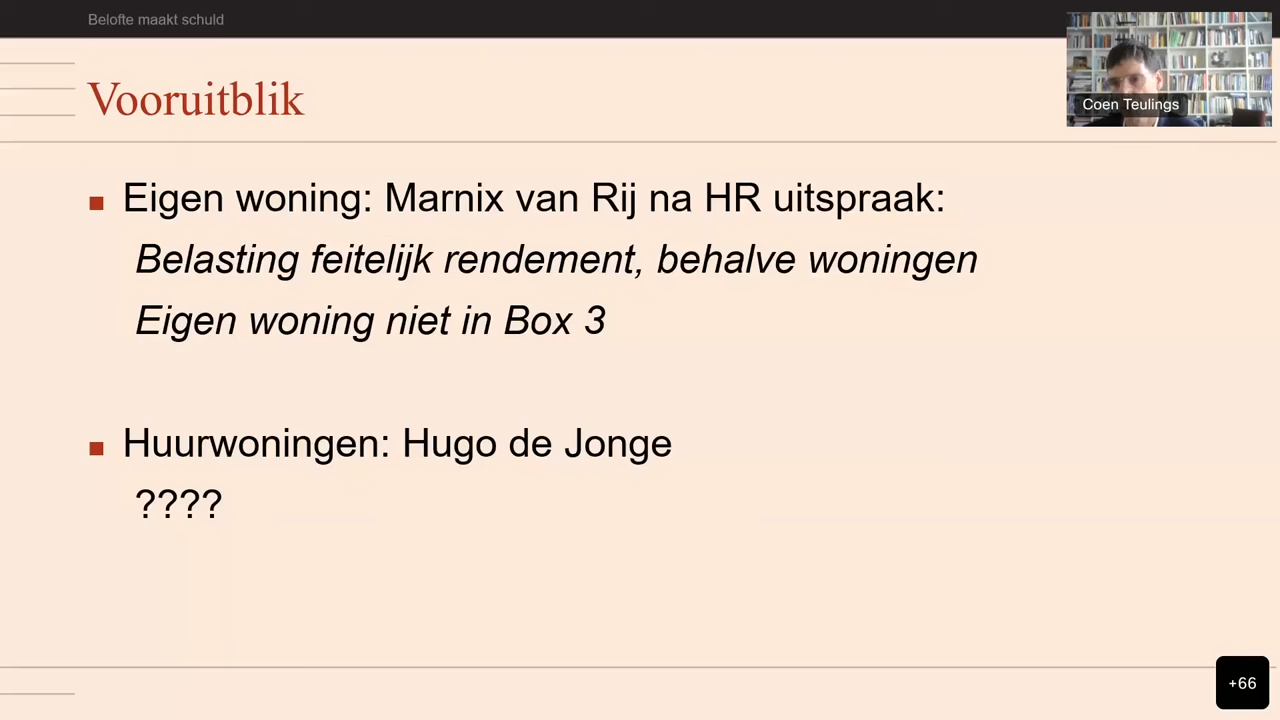 Belofte maakt schuld
Coen Teulings
Vooruitblik
Eigen woning: Marnix van Rij na HR uitspraak:
Belasting feitelijk rendement, behalve woningen
Eigen woning niet in Box 3
Huurwoningen: Hugo de Jonge
????
+66